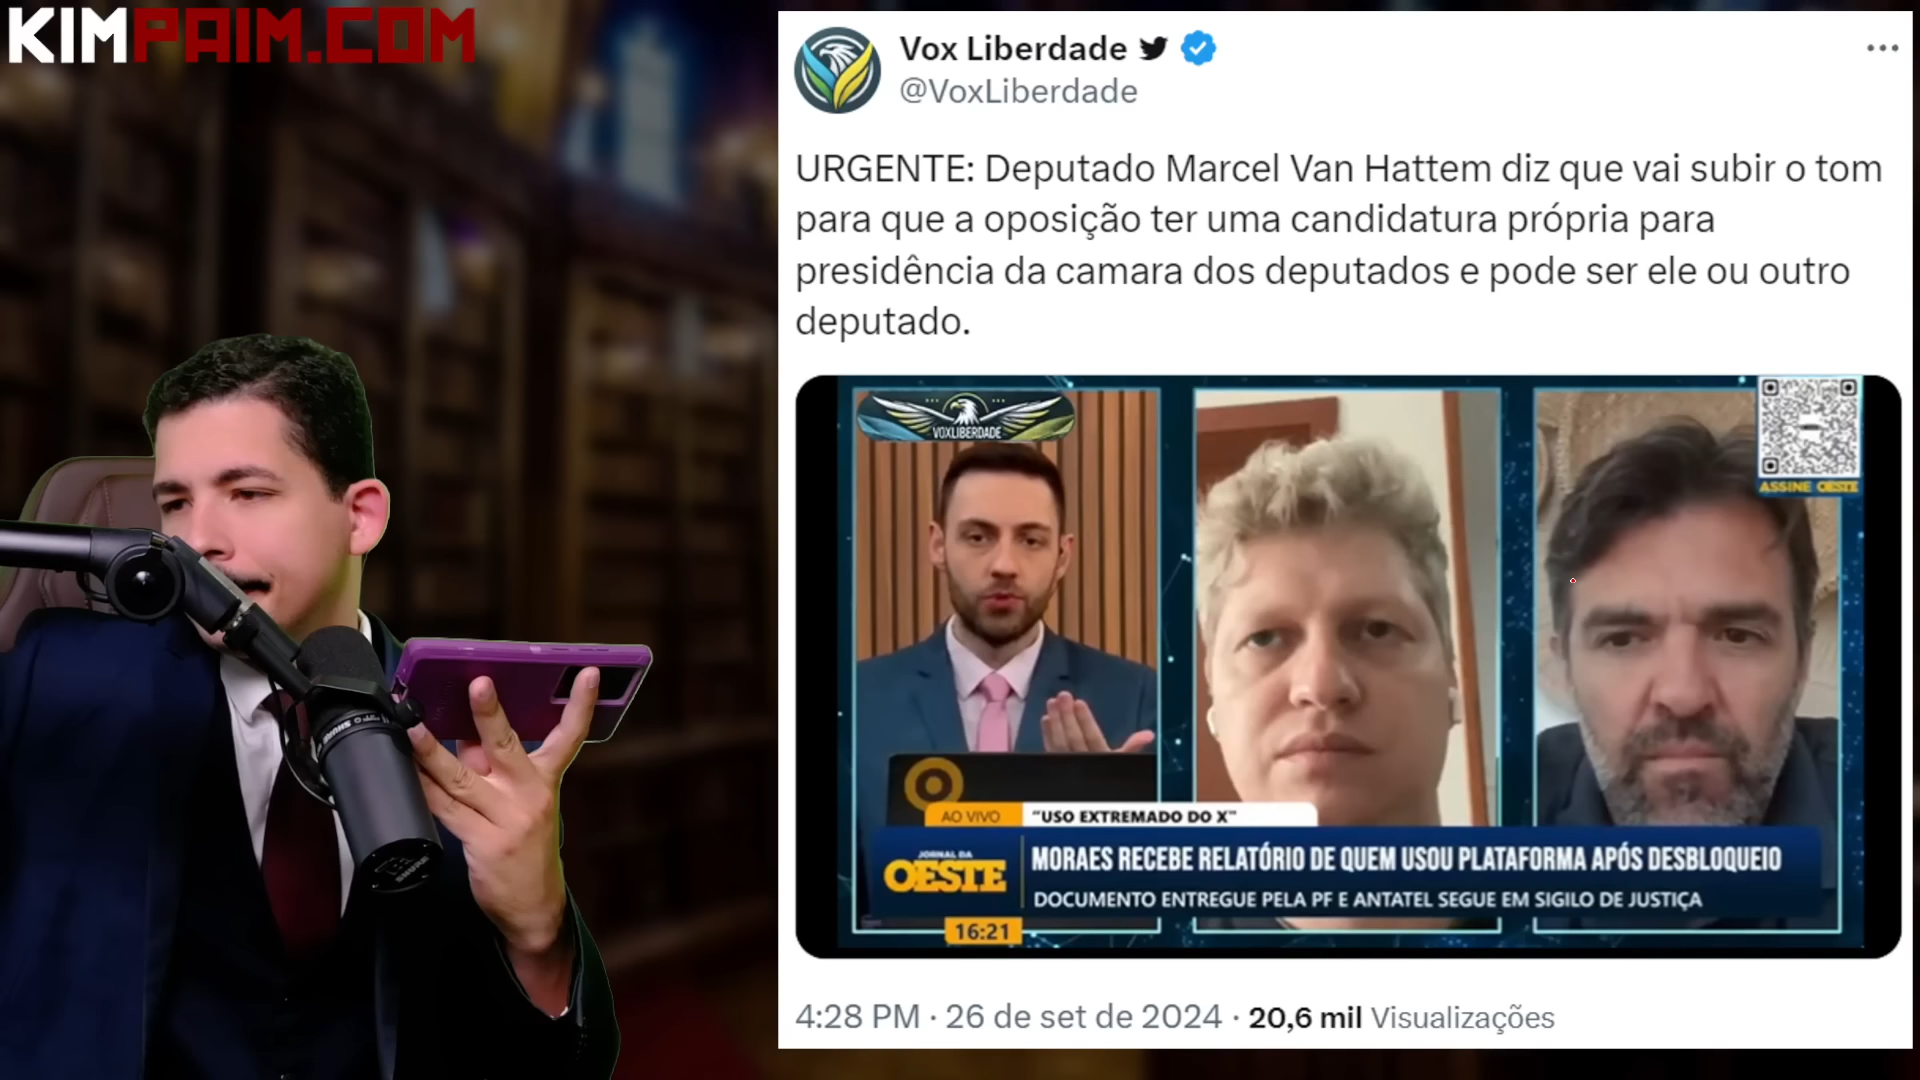 KIMPAIM.COM
Vox Liberdade
@VoxLiberdade
URGENTE: Deputado Marcel Van Hattem diz que vai subir o tom
para que a oposição ter uma candidatura própria para
presidência da camara dos deputados e pode ser ele ou outro
deputado.
VOXLIBERDADE
ASSINE OESTE
AO VIVO
"USO EXTREMADO DO X"
JORNAL DA
OESTE
MORAES RECEBE RELATÓRIO DE QUEM USOU PLATAFORMA APÓS DESBLOQUEIO
DOCUMENTO ENTREGUE PELA PF E ANTATEL SEGUE EM SIGILO DE JUSTIÇA
16:21
4:28 PM · 26 de set de 2024 · 20,6 mil Visualizações
SHURE
SHURE